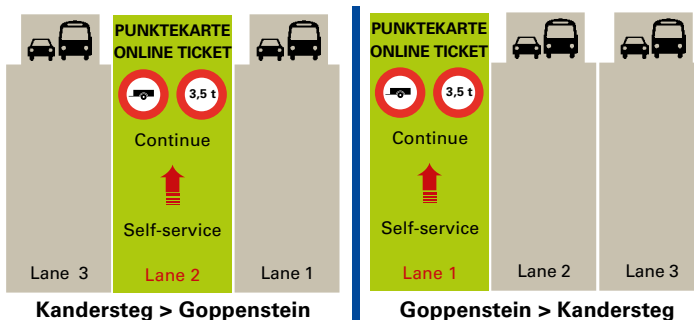 PUNKTEKARTE
ONLINE TICKET
3,5 t
Continue
Self-service
Lane 3
Lane 2
Lane 1
Kandersteg > Goppenstein
PUNKTEKARTE
ONLINE TICKET
3,5 t
Continue
Self-service
Lane 1
Lane 2
Lane 3
Goppenstein > Kandersteg